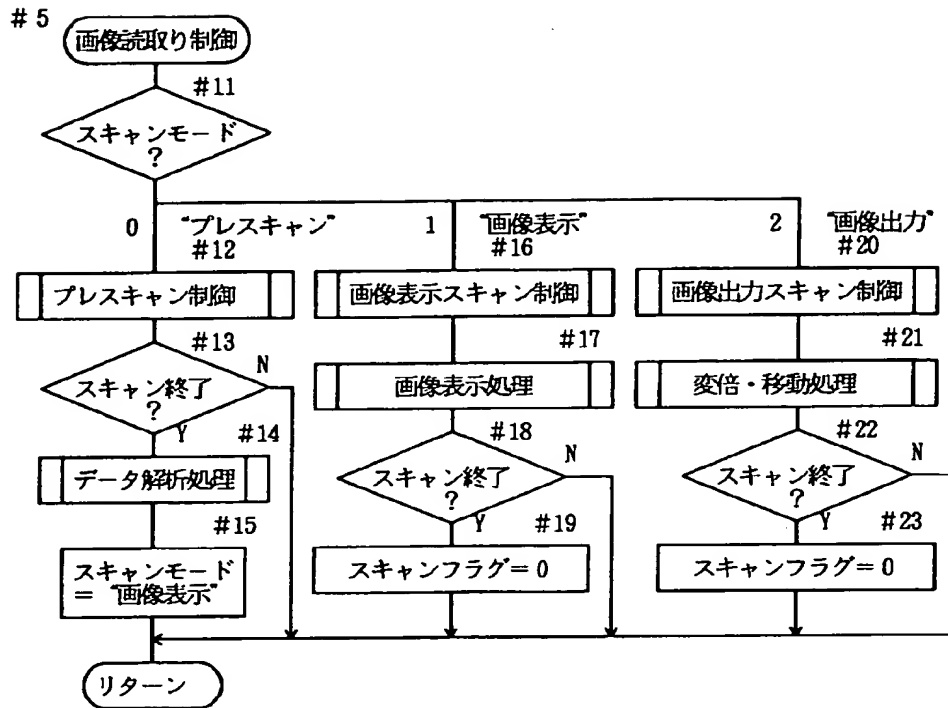 #5
画像読取り制御
#11
スキャンモード
?
0 "プレスキャン"
#12
プレスキャン制御
#13
スキャン終了
?
N
Y
#14
データ解析処理
#15
スキャンモード
= "画像表示"
1 "画像表示"
#16
画像表示スキャン制御
#17
画像表示処理
#18
スキャン終了
?
N
Y
#19
スキャンフラグ=0
2 "画像出力"
#20
画像出力スキャン制御
#21
変倍・移動処理
#22
スキャン終了
?
N
Y
#23
スキャンフラグ=0
リターン